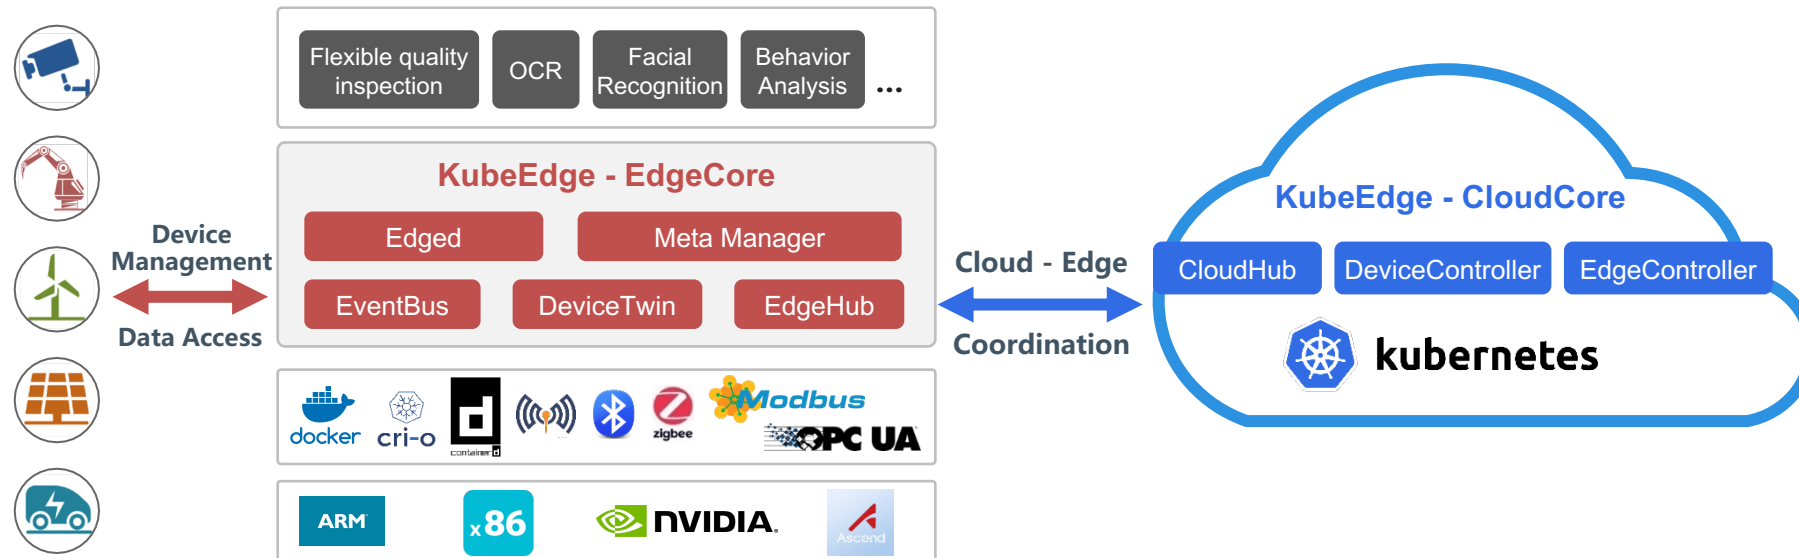 Flexible quality
inspection
OCR
Facial
Recognition
Behavior
Analysis
...
KubeEdge - EdgeCore
Edged
Meta Manager
EventBus
DeviceTwin
EdgeHub
Device
Management
Data Access
Cloud - Edge
Coordination
KubeEdge - CloudCore
CloudHub
DeviceController
EdgeController
kubernetes
docker
cri-o
d
containerd
zigbee
Modbus
OPC UA
ARM
x86
NVIDIA.
Ascend